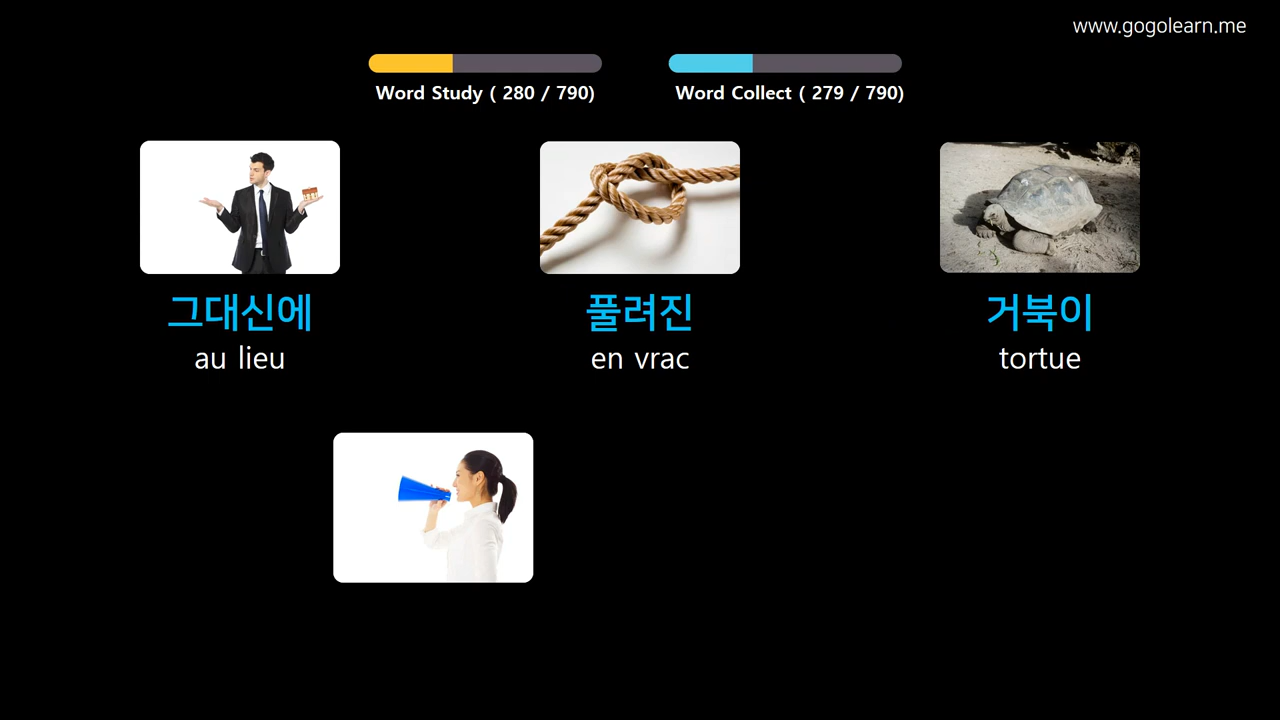 www.gogolearn.me
Word Study ( 280 / 790)
Word Collect ( 279 / 790)
그대신에
au lieu
풀려진
en vrac
거북이
tortue